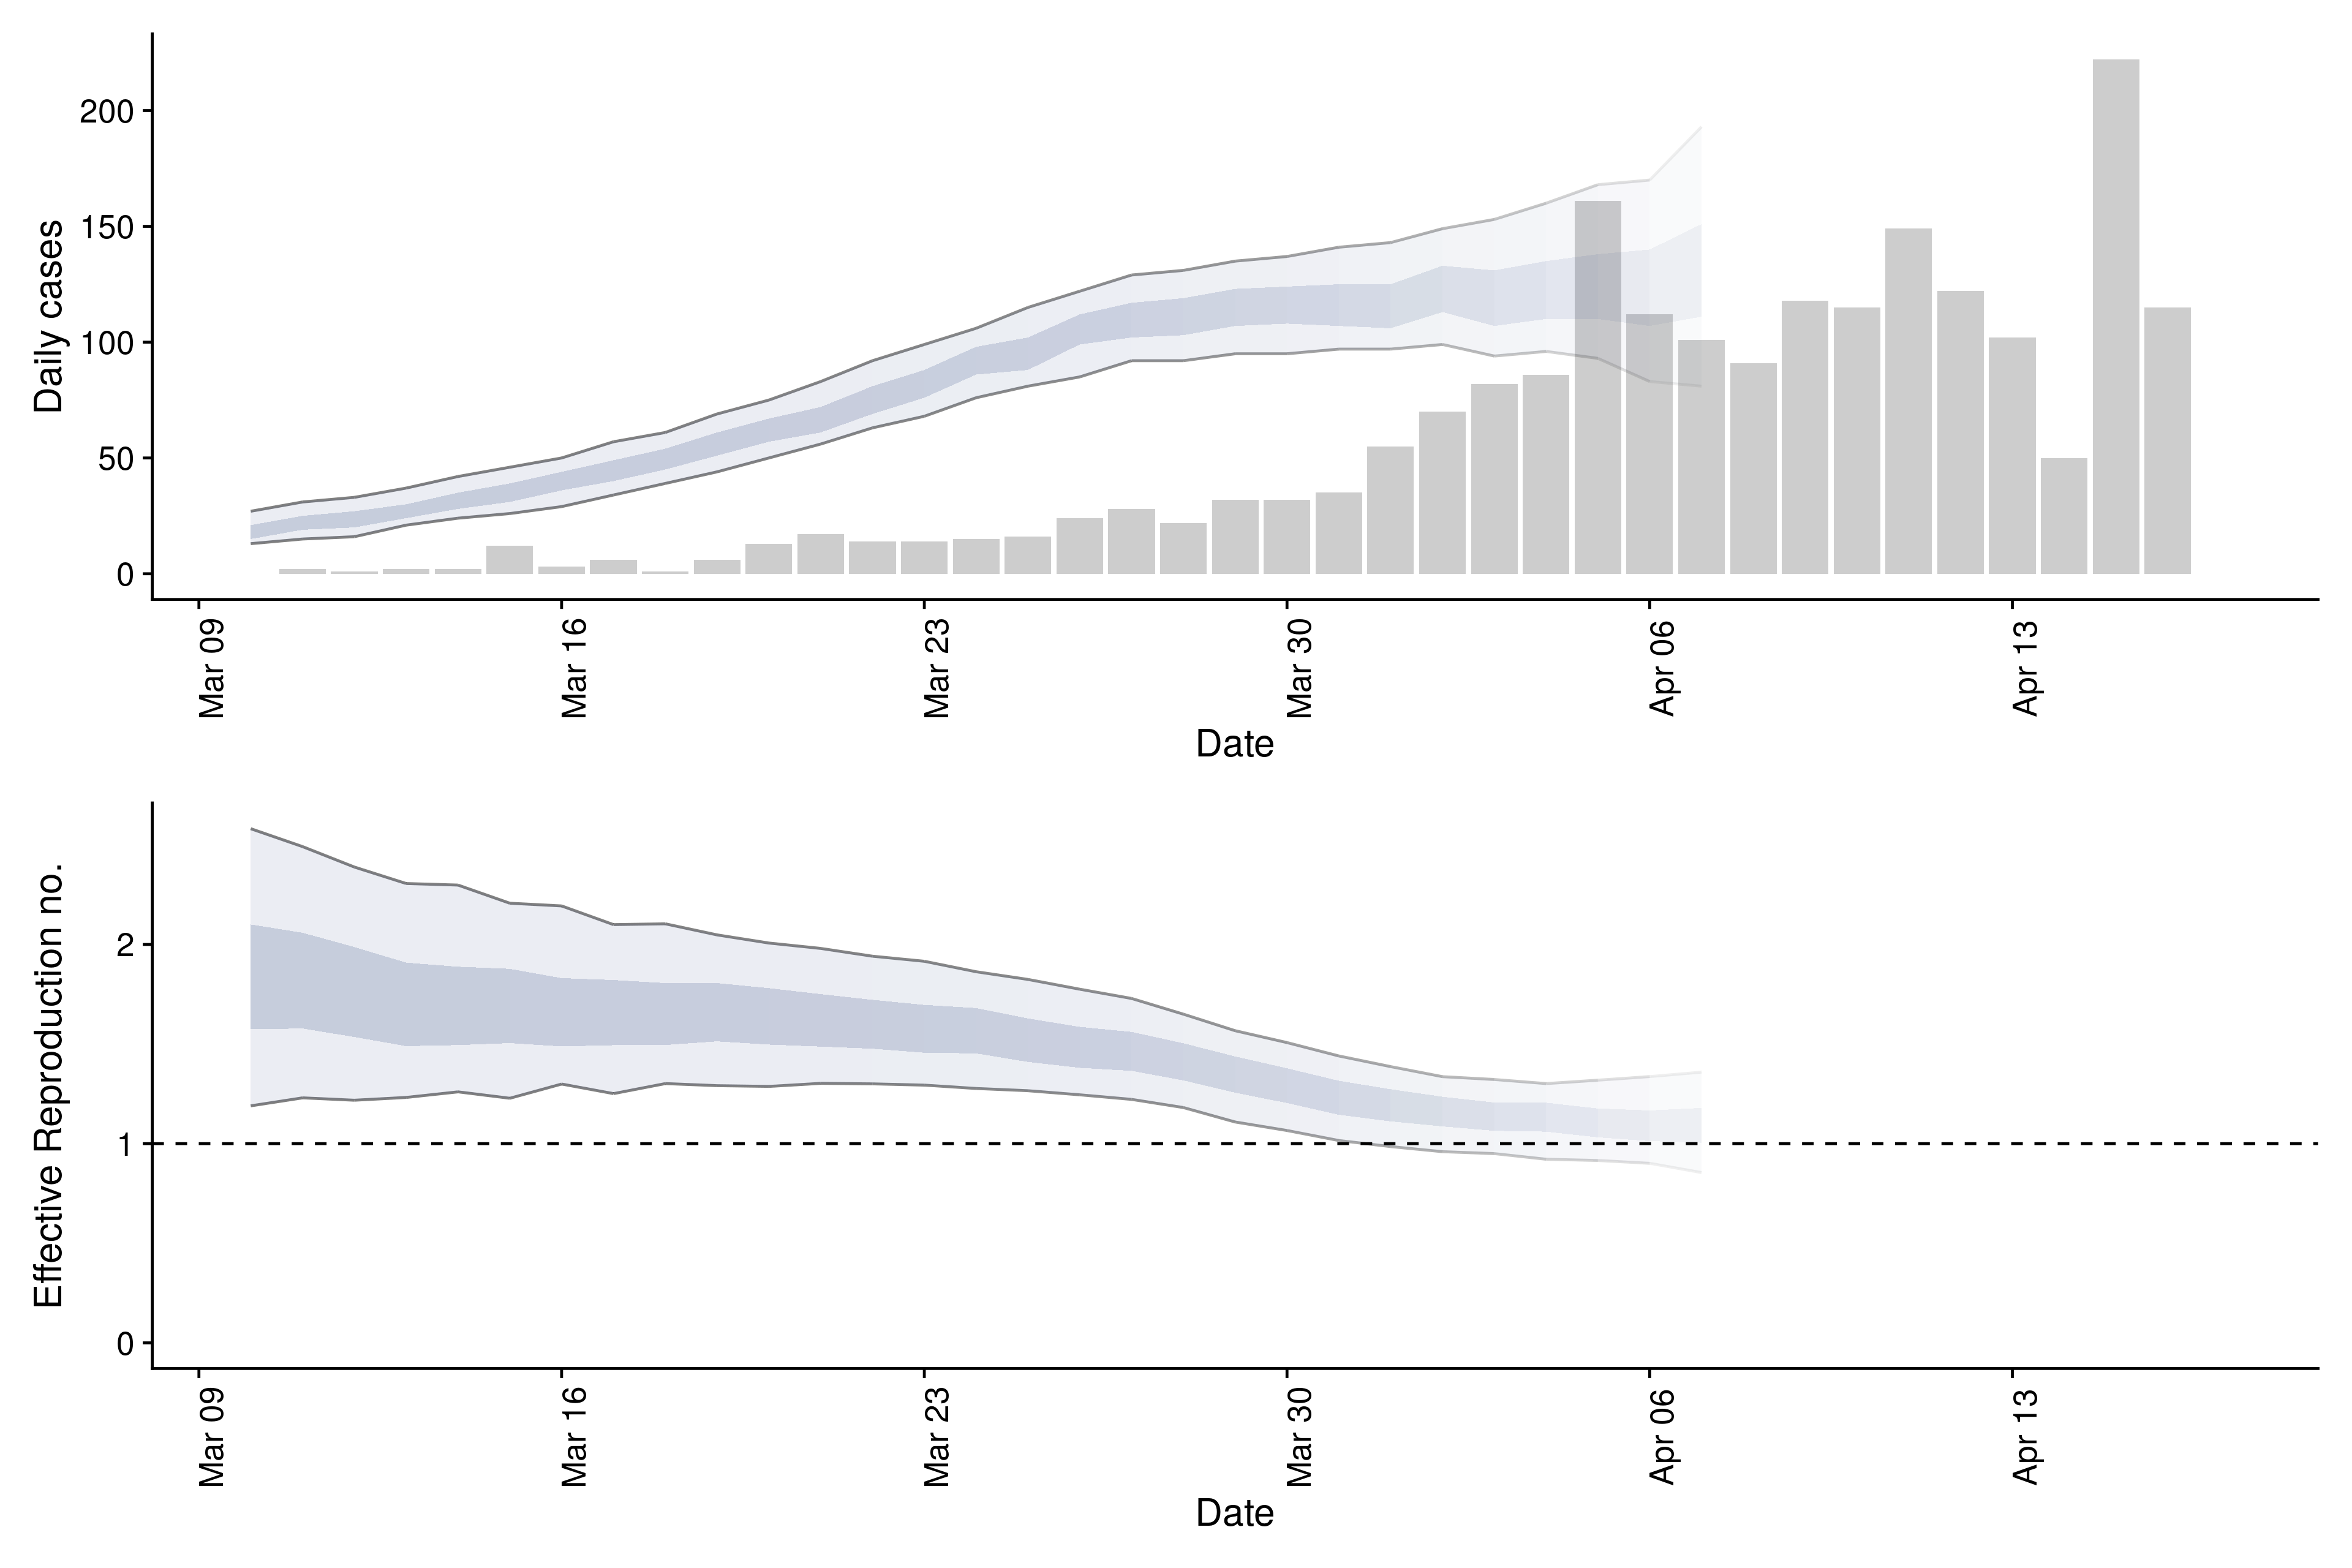 Daily cases
200
150
100
50
0
Mar 09
Mar 16
Mar 23
Mar 30
Apr 06
Apr 13
Date
Effective Reproduction no.
2
1
0
Mar 09
Mar 16
Mar 23
Mar 30
Apr 06
Apr 13
Date